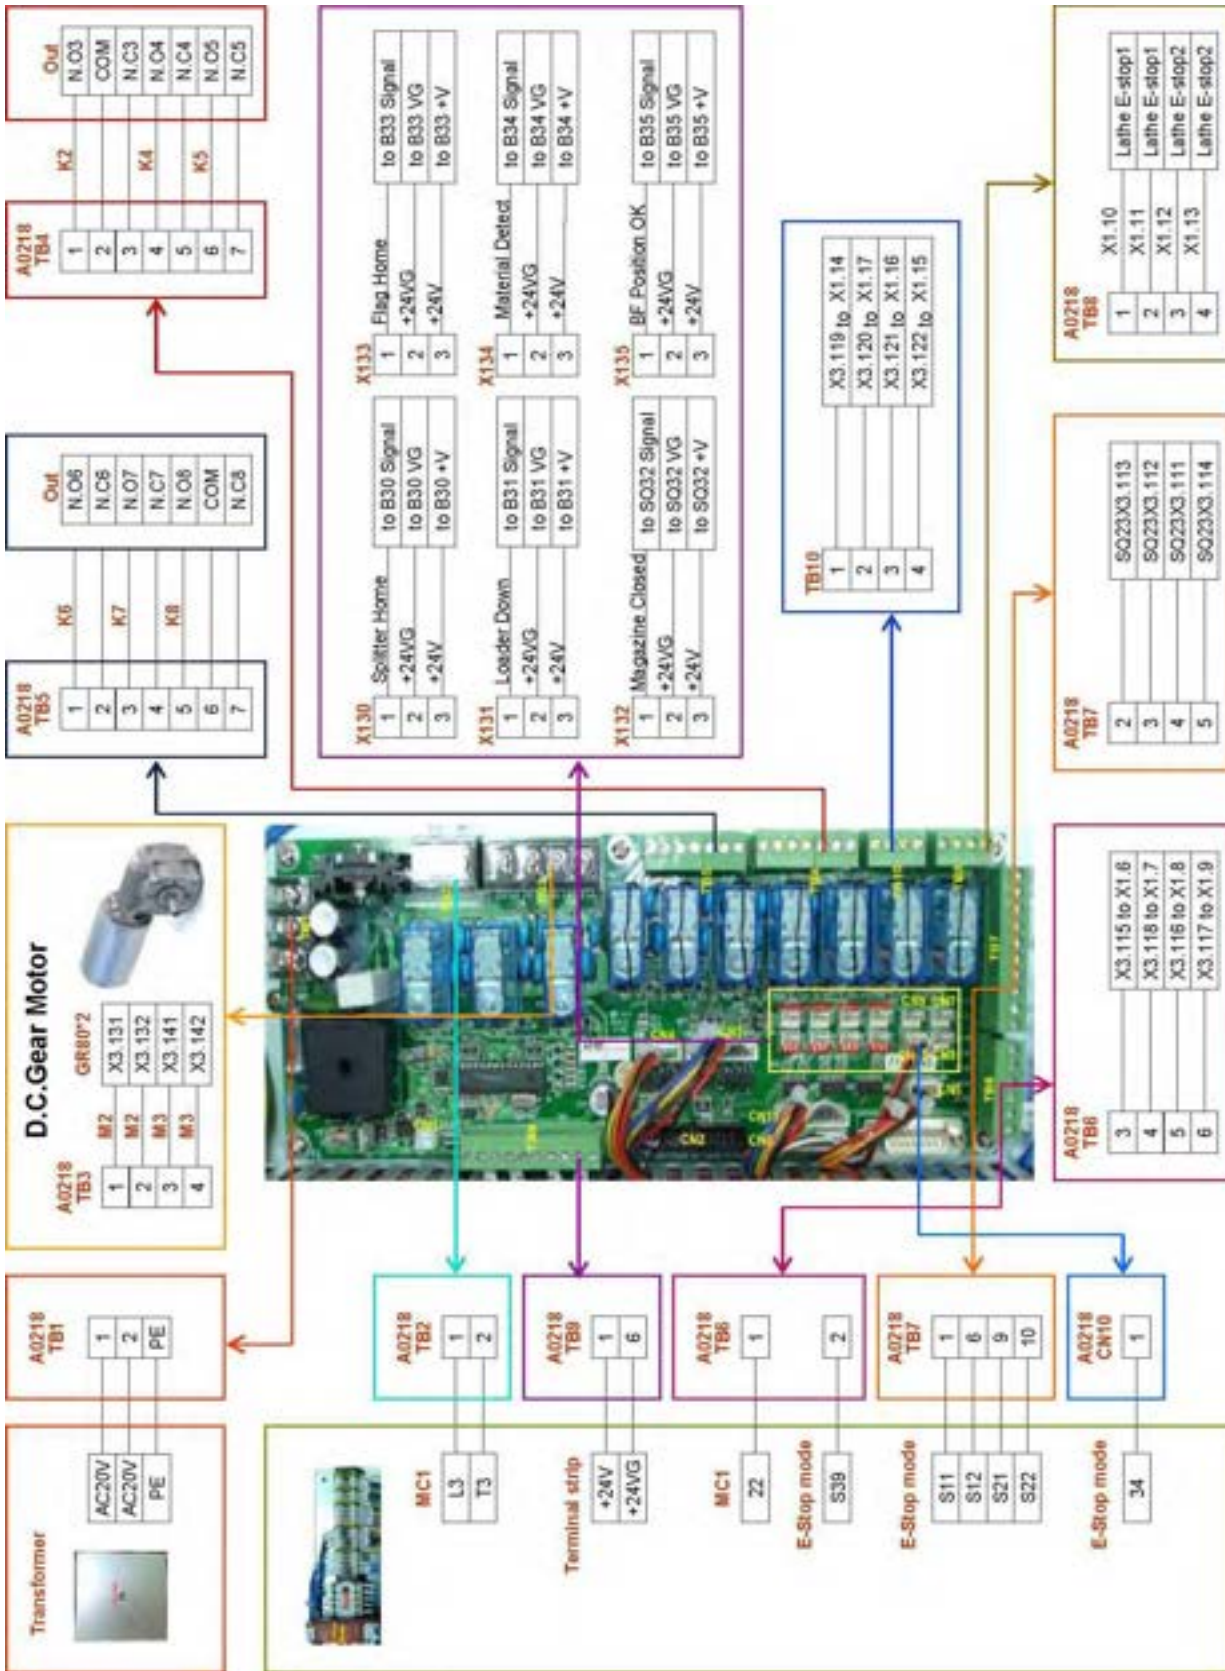 Transformer
AC20V
AC20V
PE
A0218
TB1
1
2
PE
D.C.Gear Motor
A0218
TB3
GR80*2
1 M2 X3.131
2 M2 X3.132
3 M3 X3.141
4 M3 X3.142
A0218
TB5
Out
1 K6 N.O6
2 N.C6
3 K7 N.O7
4 N.C7
5 K8 N.O8
6 COM
7 N.C8
A0218
TB4
Out
1 K2 N.O3
2 COM
3 N.C3
4 K4 N.O4
5 N.C4
6 K5 N.O5
7 N.C5
MC1
L3
T3
A0218
TB2
1
2
Terminal strip
+24V
+24VG
A0218
TB9
1
6
MC1
22
E-Stop mode
S39
A0218
TB6
1
2
E-Stop mode
S11
S12
S21
S22
A0218
TB7
1
6
9
10
E-Stop mode
34
A0218
CN10
1
CN4
CN2
TB7
X130
1 Splitter Home to B30 Signal
2 +24VG to B30 VG
3 +24V to B30 +V
X133
1 Flag Home to B33 Signal
2 +24VG to B33 VG
3 +24V to B33 +V
X131
1 Loader Down to B31 Signal
2 +24VG to B31 VG
3 +24V to B31 +V
X134
1 Material Detect to B34 Signal
2 +24VG to B34 VG
3 +24V to B34 +V
X132
1 Magazine Closed to SQ32 Signal
2 +24VG to SQ32 VG
3 +24V to SQ32 +V
X135
1 BF Position OK to B35 Signal
2 +24VG to B35 VG
3 +24V to B35 +V
TB10
1 X3.119 to X1.14
2 X3.120 to X1.17
3 X3.121 to X1.16
4 X3.122 to X1.15
A0218
TB6
3 X3.115 to X1.6
4 X3.118 to X1.7
5 X3.116 to X1.8
6 X3.117 to X1.9
A0218
TB7
2 SQ23X3.113
3 SQ23X3.112
4 SQ23X3.111
5 SQ23X3.114
A0218
TB8
1 X1.10 Lathe E-stop1
2 X1.11 Lathe E-stop1
3 X1.12 Lathe E-stop2
4 X1.13 Lathe E-stop2